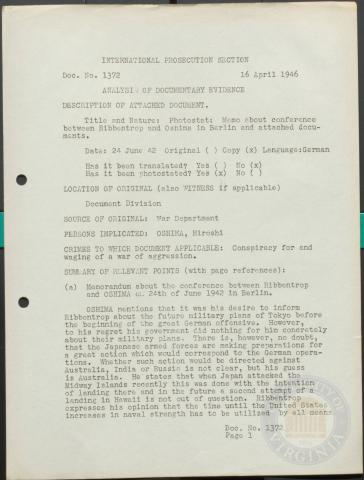 INTERNATIONAL PROSECUTION SECTION
Doc. No. 1372 16 April 1946
ANALYSIS OF DOCUMENTARY EVIDENCE
DESCRIPTION OF ATTACHED DOCUMENT.
Title and Nature: Photostat: Memo about conference
between Ribbentrop and Oshima in Berlin and attached docu-
ments.
Date: 24 June 42 Original ( ) Copy (x) Language:German
Has it been translated? Yes ( ) No (x)
Has it been photostated? Yes (x) No ( )
LOCATION OF ORIGINAL (also WITNESS if applicable)
Document Division
SOURCE OF ORIGINAL: War Department
PERSONS IMPLICATED: OSHIMA, Hiroshi
CRIMES TO WHICH DOCUMENT APPLICABLE: Conspiracy for and
waging of a war of aggression.
SUMMARY OF RELEVANT POINTS (with page references):
(a) Memorandum about the conference between Ribbentrop
and OSHIMA on 24th of June 1942 in Berlin.
OSHIMA mentions that it was his desire to inform
Ribbentrop about the future military plans of Tokyo before
the beginning of the great German offensive. However,
to his regret his government did nothing for him concretely
about their military plans. There is, however, no doubt,
that the Japanese armed forces are making preparations for
a great action which would correspond to the German opera-
tions. Whether such action would be directed against
Australia, India or Russia is not clear, but his guess
is Australia. He states that when Japan attacked the
Midway Islands recently this was done with the intention
of landing there and in the future a second attempt of a
landing in Hawaii is not out of question. Ribbentrop
expresses his opinion that the time until the United States
increases in naval strength has to be utilized by all means
Doc. No. 1372
Page 1
VIRGINIA